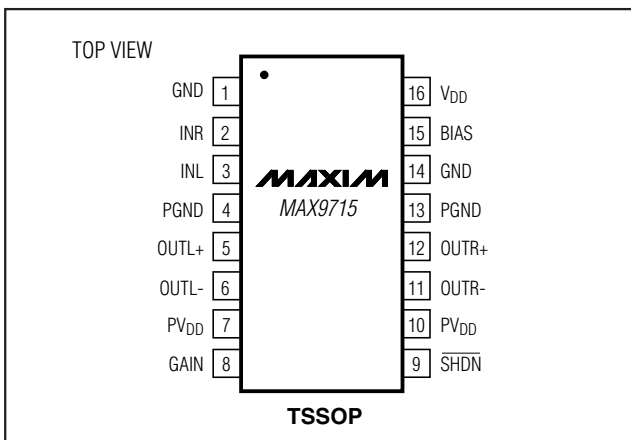 TOP VIEW
GND 1
INR 2
INL 3
PGND 4
OUTL+ 5
OUTL- 6
PVDD 7
GAIN 8
MAXIM
MAX9715
16 VDD
15 BIAS
14 GND
13 PGND
12 OUTR+
11 OUTR-
10 PVDD
9 SHDN
TSSOP